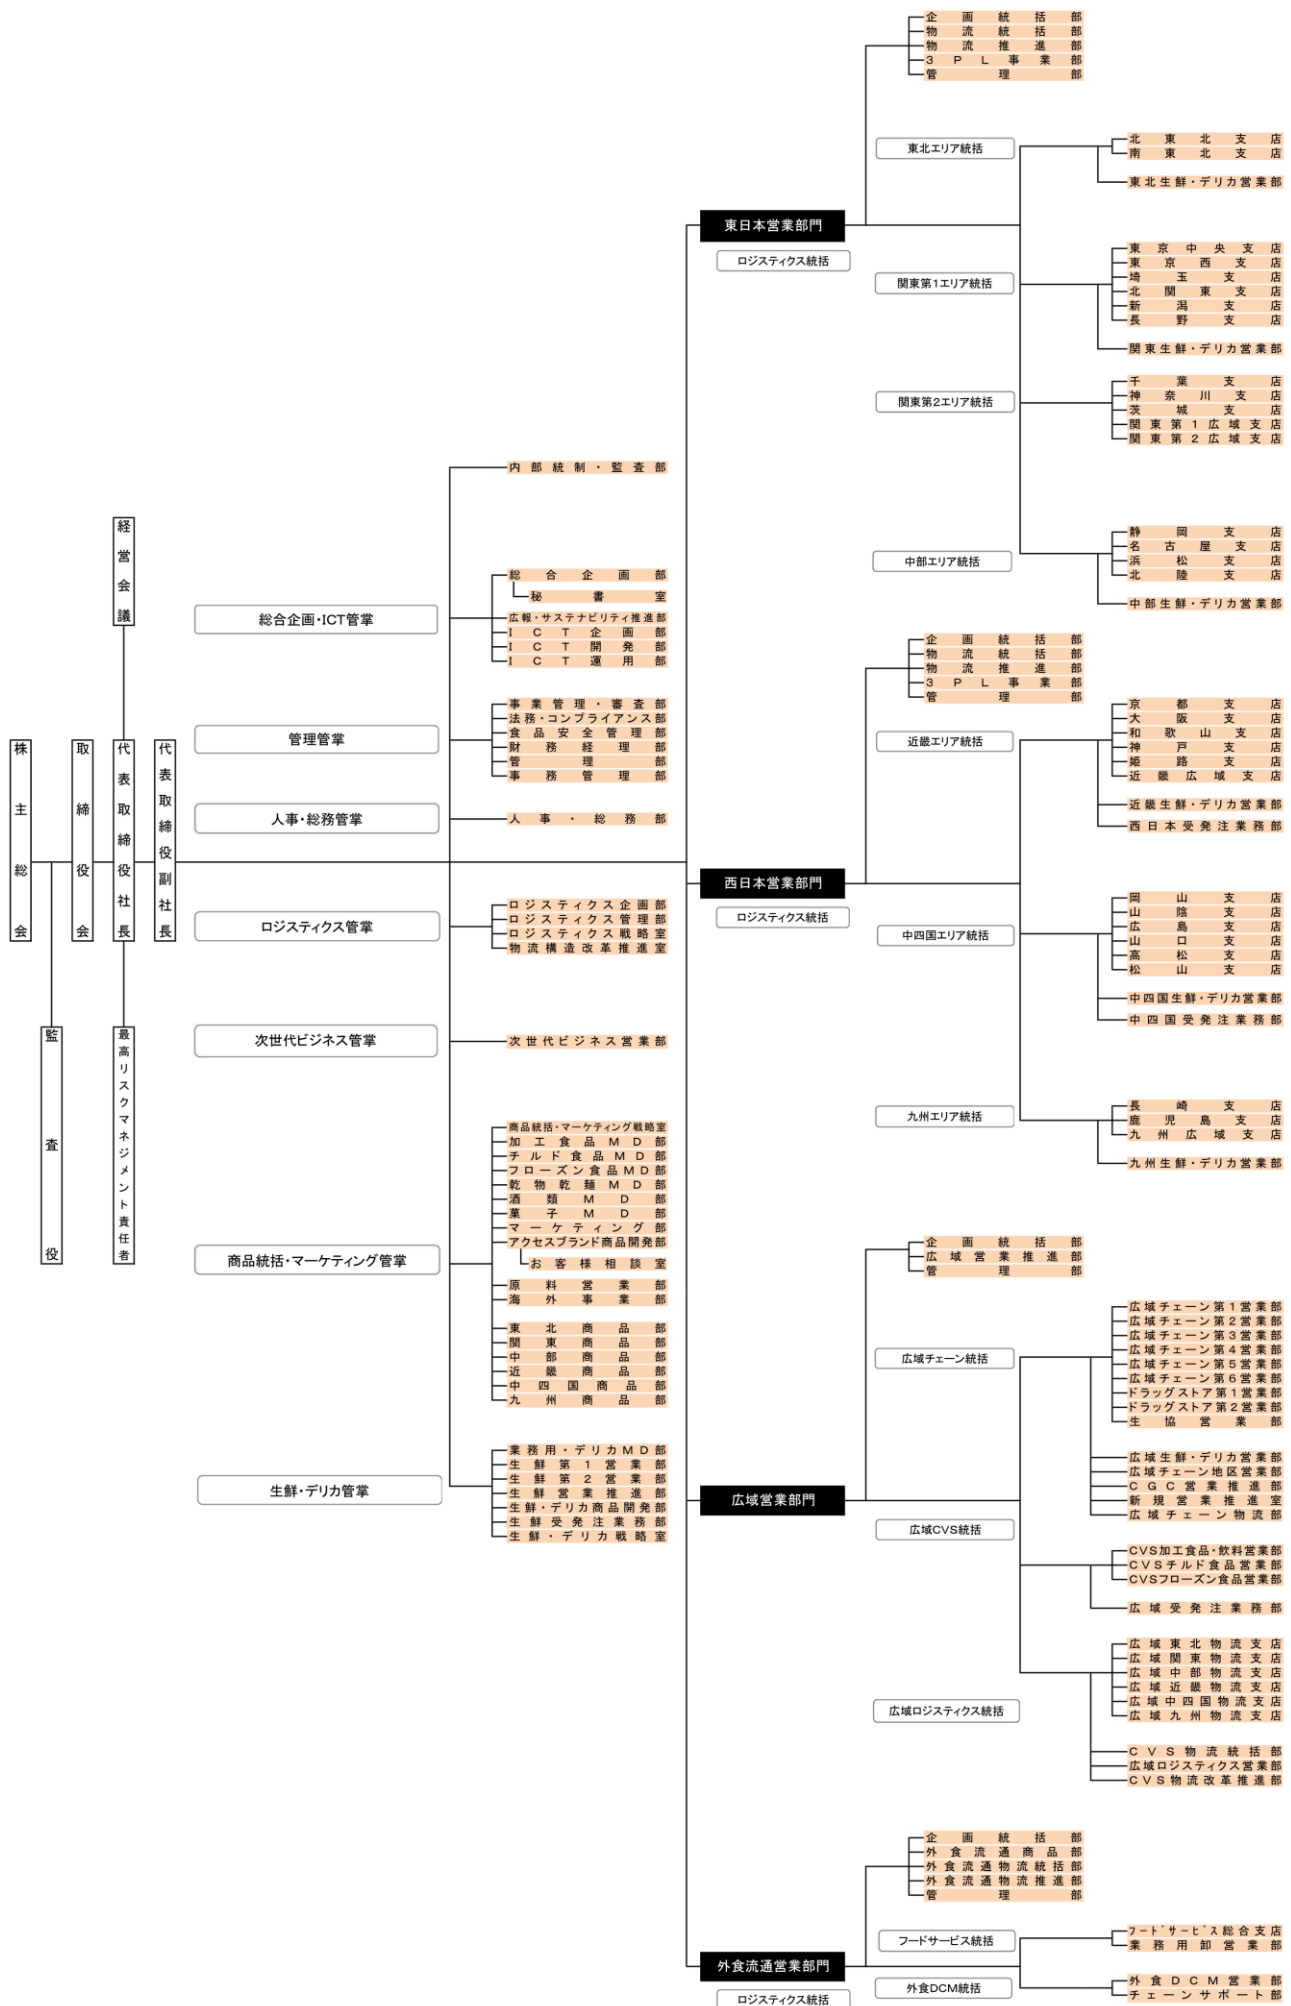 株主総会
監査役
取締役会
経営会議
代表取締役社長
最高リスクマネジメント責任者
代表取締役副社長
内部統制・監査部
総合企画・ICT管掌
総合企画部
秘書室
広報・サステナビリティ推進部
ICT企画部
ICT開発部
ICT運用部
管理管掌
事業管理・審査部
法務・コンプライアンス部
食品安全管理部
財務経理部
管理部
事務管理部
人事・総務管掌
人事・総務部
ロジスティクス管掌
ロジスティクス企画部
ロジスティクス管理部
ロジスティクス戦略室
物流構造改革推進室
次世代ビジネス管掌
次世代ビジネス営業部
商品統括・マーケティング管掌
商品統括・マーケティング戦略室
加工食品MD部
チルド食品MD部
フローズン食品MD部
乾物乾麺MD部
酒類MD部
菓子MD部
マーケティング部
アクセスブランド商品開発部
お客様相談室
原料営業部
海外事業部
東北商品部
関東商品部
中部商品部
近畿商品部
中四国商品部
九州商品部
生鮮・デリカ管掌
業務用・デリカMD部
生鮮第1営業部
生鮮第2営業部
生鮮営業推進部
生鮮・デリカ商品開発部
生鮮受発注業務部
生鮮・デリカ戦略室
東日本営業部門
ロジスティクス統括
企画統括部
物流統括部
物流推進部
3PL事業部
管理部
東北エリア統括
北東北支店
南東北支店
東北生鮮・デリカ営業部
関東第1エリア統括
東京中央支店
東京西支店
埼玉支店
北関東支店
新潟支店
長野支店
関東生鮮・デリカ営業部
関東第2エリア統括
千葉支店
神奈川支店
茨城支店
関東第1広域支店
関東第2広域支店
中部エリア統括
静岡支店
名古屋支店
浜松支店
北陸支店
中部生鮮・デリカ営業部
西日本営業部門
ロジスティクス統括
企画統括部
物流統括部
物流推進部
3PL事業部
管理部
近畿エリア統括
京都支店
大阪支店
和歌山支店
神戸支店
姫路支店
近畿広域支店
近畿生鮮・デリカ営業部
西日本受発注業務部
中四国エリア統括
岡山支店
山陰支店
広島支店
山口支店
高松支店
松山支店
中四国生鮮・デリカ営業部
中四国受発注業務部
九州エリア統括
長崎支店
鹿児島支店
九州広域支店
九州生鮮・デリカ営業部
広域営業部門
企画統括部
広域営業推進部
管理部
広域チェーン統括
広域チェーン第1営業部
広域チェーン第2営業部
広域チェーン第3営業部
広域チェーン第4営業部
広域チェーン第5営業部
広域チェーン第6営業部
ドラッグストア第1営業部
ドラッグストア第2営業部
生協営業部
広域生鮮・デリカ営業部
広域チェーン地区営業部
CGC営業推進部
新規営業推進室
広域チェーン物流部
広域CVS統括
CVS加工食品・飲料営業部
CVSチルド食品営業部
CVSフローズン食品営業部
広域受発注業務部
広域ロジスティクス統括
広域東北物流支店
広域関東物流支店
広域中部物流支店
広域近畿物流支店
広域中四国物流支店
広域九州物流支店
CVS物流統括部
広域ロジスティクス営業部
CVS物流改革推進部
外食流通営業部門
ロジスティクス統括
企画統括部
外食流通商品部
外食流通物流統括部
外食流通物流推進部
管理部
フードサービス統括
フードサービス総合支店
業務用卸営業部
外食DCM統括
外食DCM営業部
チェーンサポート部